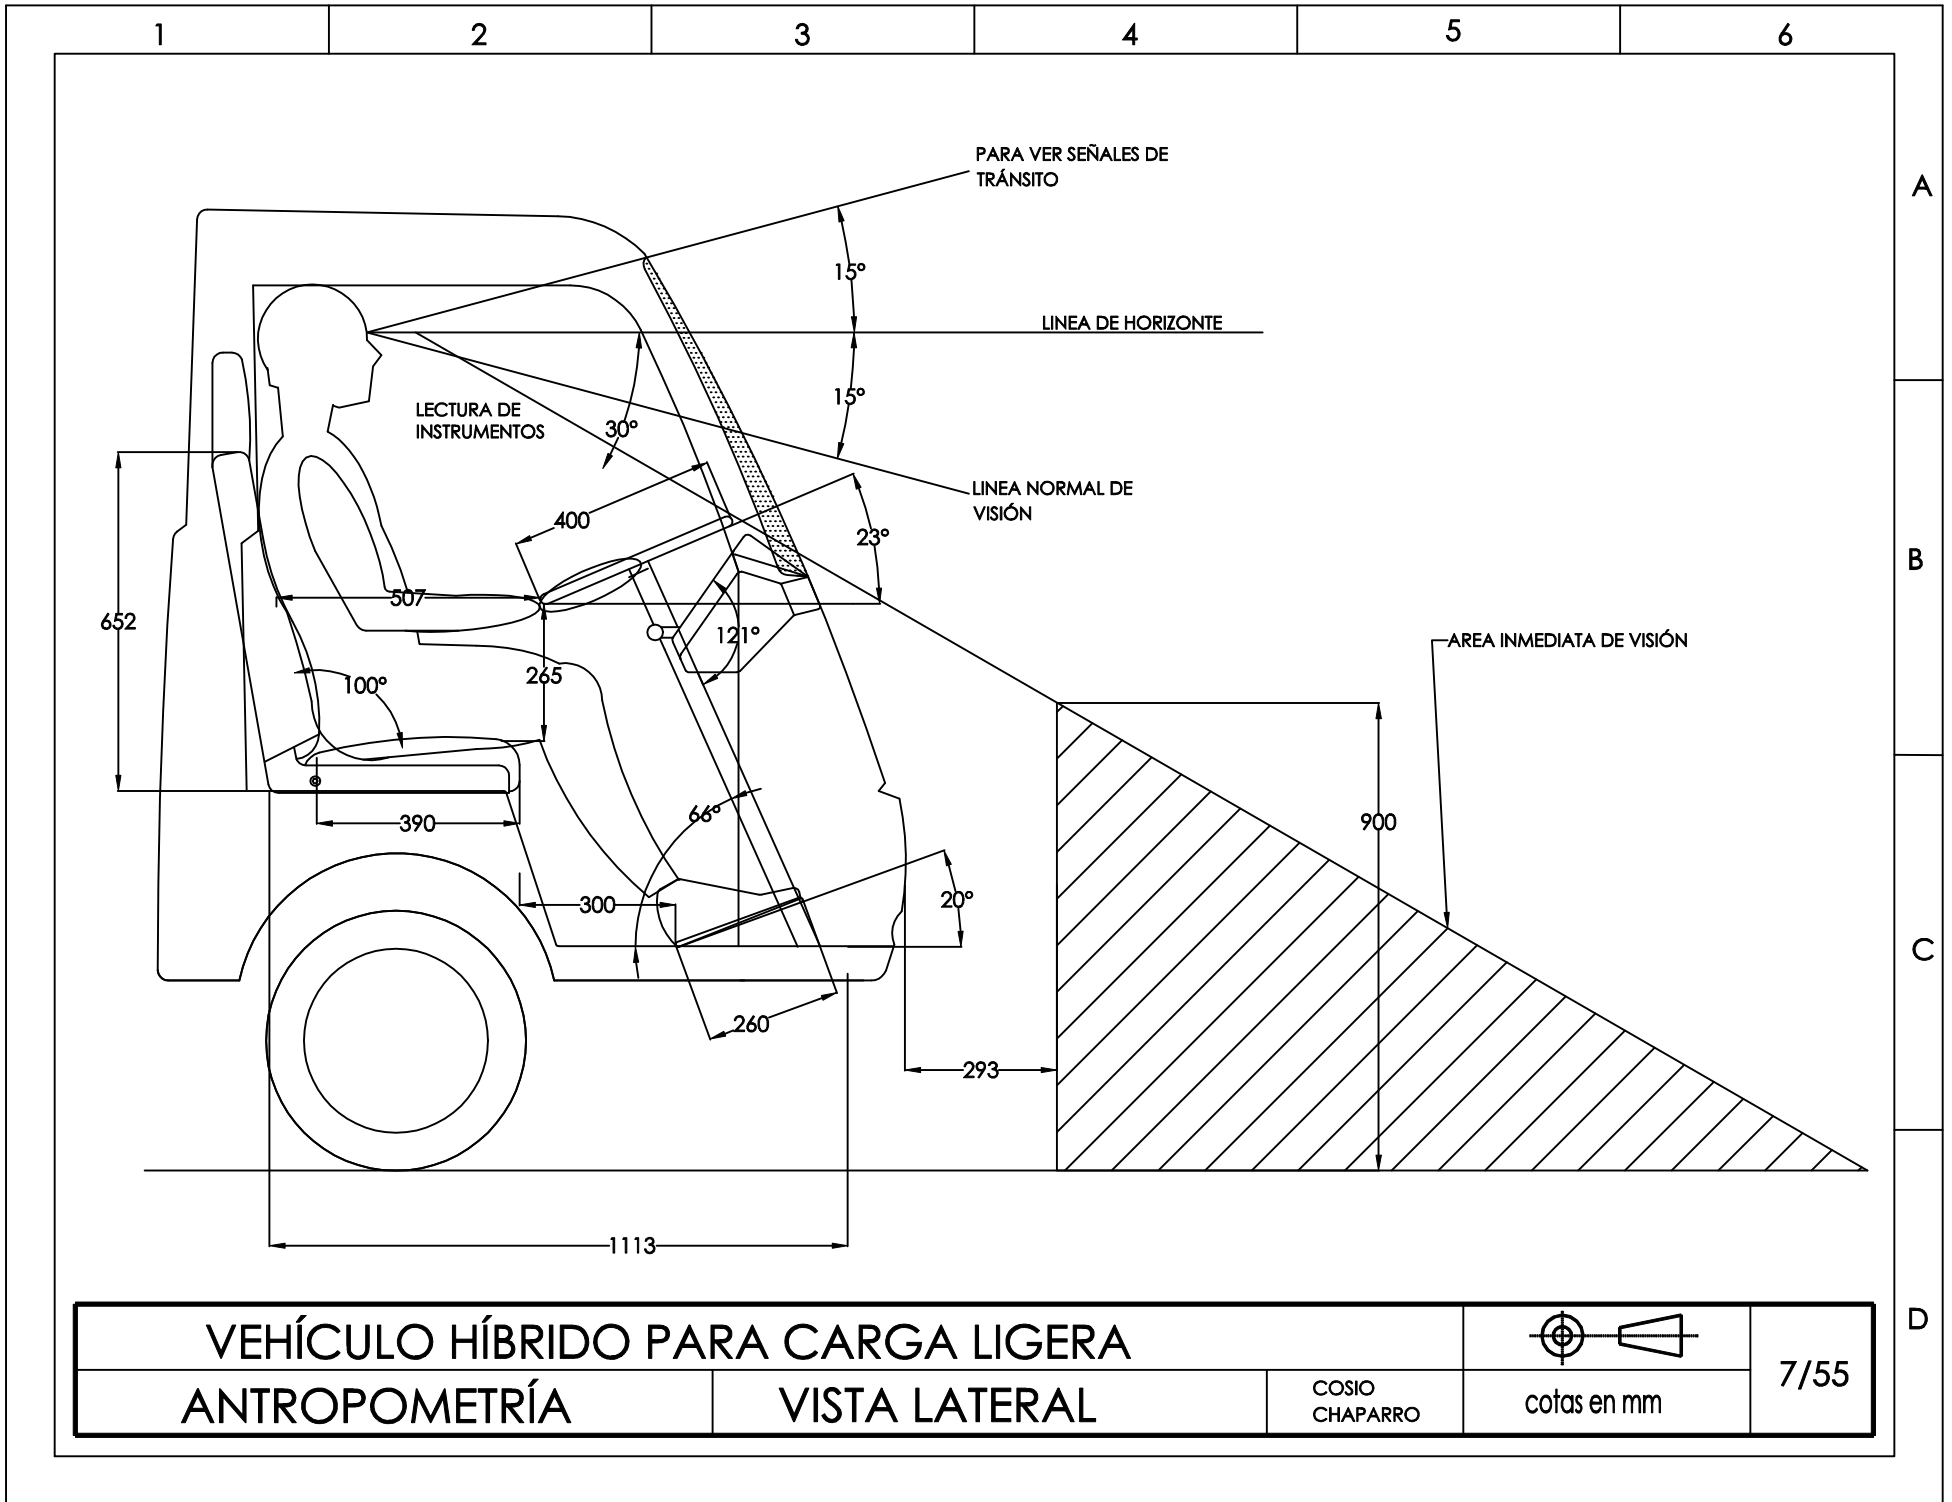 1 2 3 4 5 6
PARA VER SEÑALES DE
TRÁNSITO
A
15°
LINEA DE HORIZONTE
15°
LECTURA DE
INSTRUMENTOS
30°
LINEA NORMAL DE
VISIÓN
400
23°
B
507
652
121°
AREA INMEDIATA DE VISIÓN
265
100°
66°
390
900
300
20°
C
260
293
1113
D
VEHÍCULO HÍBRIDO PARA CARGA LIGERA
ANTROPOMETRÍA
VISTA LATERAL
COSIO
CHAPARRO
cotas en mm
7/55